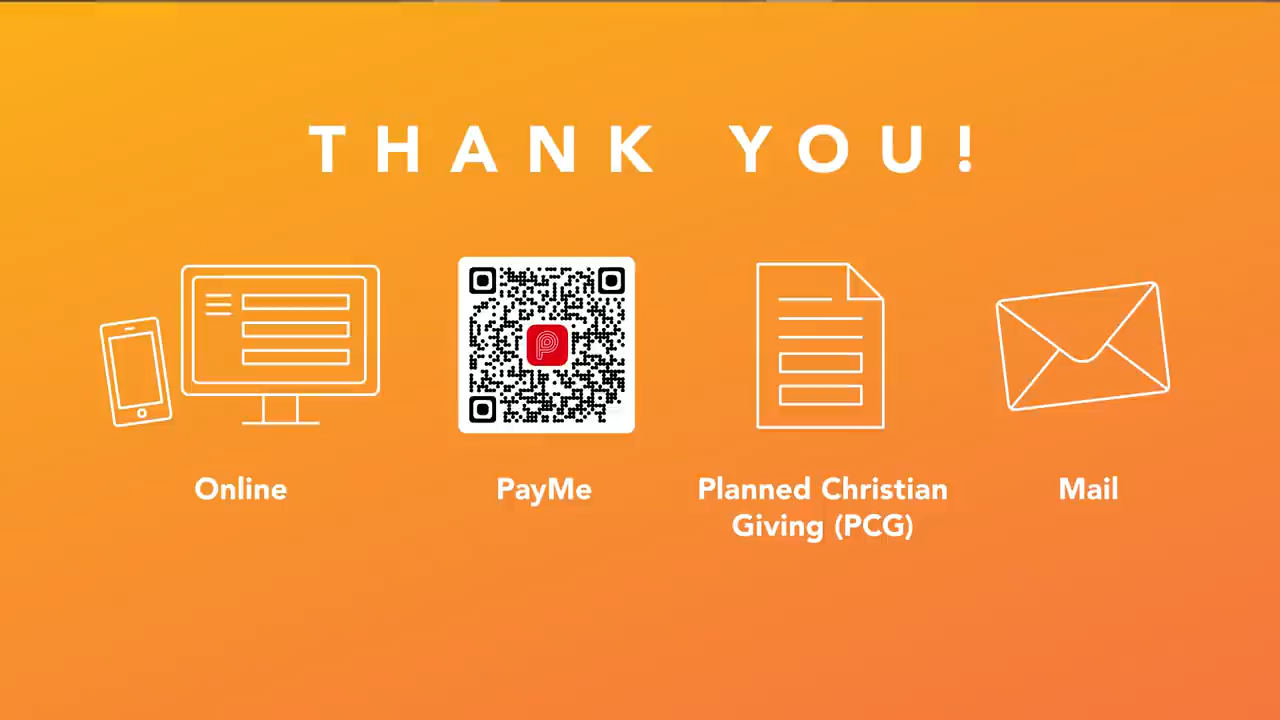 THANK YOU!
Online
PayMe
Planned Christian
Giving (PCG)
Mail